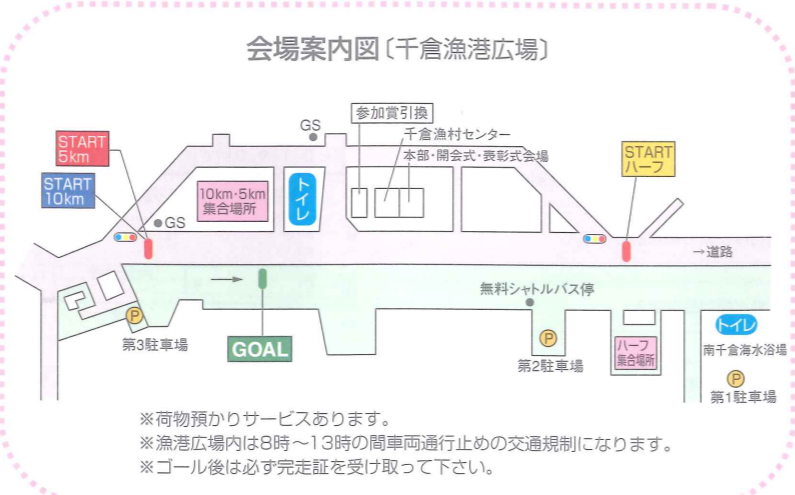 会場案内図〔千倉漁港広場〕
参加賞引換
GS
千倉漁村センター
本部・開会式・表彰式会場
START
5km
START
ハーフ
START
10km
10km・5km
集合場所
トイレ
GS
→道路
無料シャトルバス停
P
第3駐車場
GOAL
P
第2駐車場
ハーフ
集合場所
トイレ
南千倉海水浴場
P
第1駐車場
※荷物預かりサービスあります。
※漁港広場内は8時～13時の間車両通行止めの交通規制になります。
※ゴール後は必ず完走証を受け取って下さい。